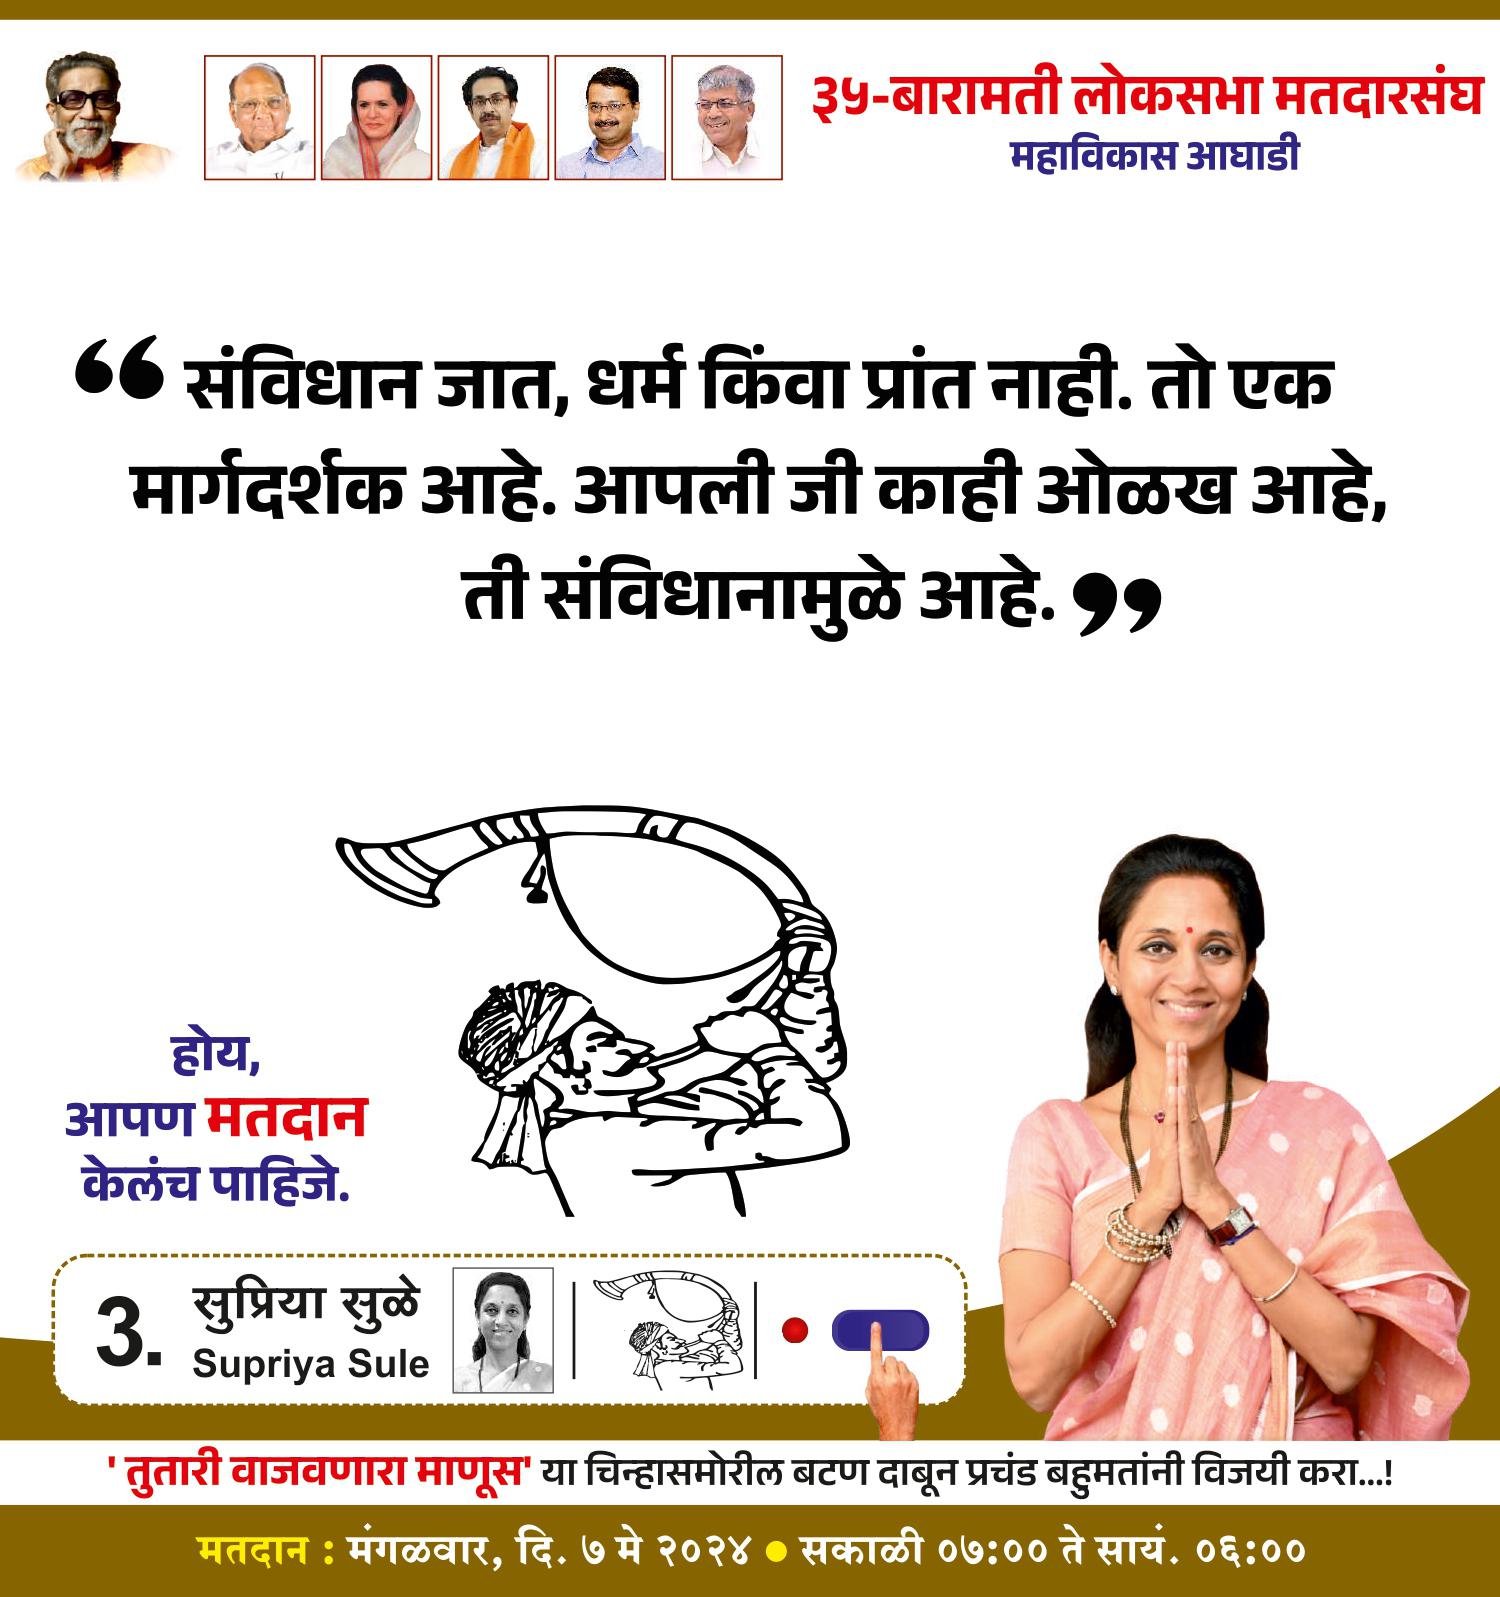 ३५-बारामती लोकसभा मतदारसंघ
महाविकास आघाडी
“संविधान जात, धर्म किंवा प्रांत नाही. तो एक
मार्गदर्शक आहे. आपली जी काही ओळख आहे,
ती संविधानामुळे आहे.”
होय,
आपण मतदान
केलंच पाहिजे.
3. सुप्रिया सुळे
Supriya Sule
'तुतारी वाजवणारा माणूस' या चिन्हासमोरील बटण दाबून प्रचंड बहुमतांनी विजयी करा...!
मतदान : मंगळवार, दि. ७ मे २०२४ ● सकाळी ०७:०० ते सायं. ०६:००